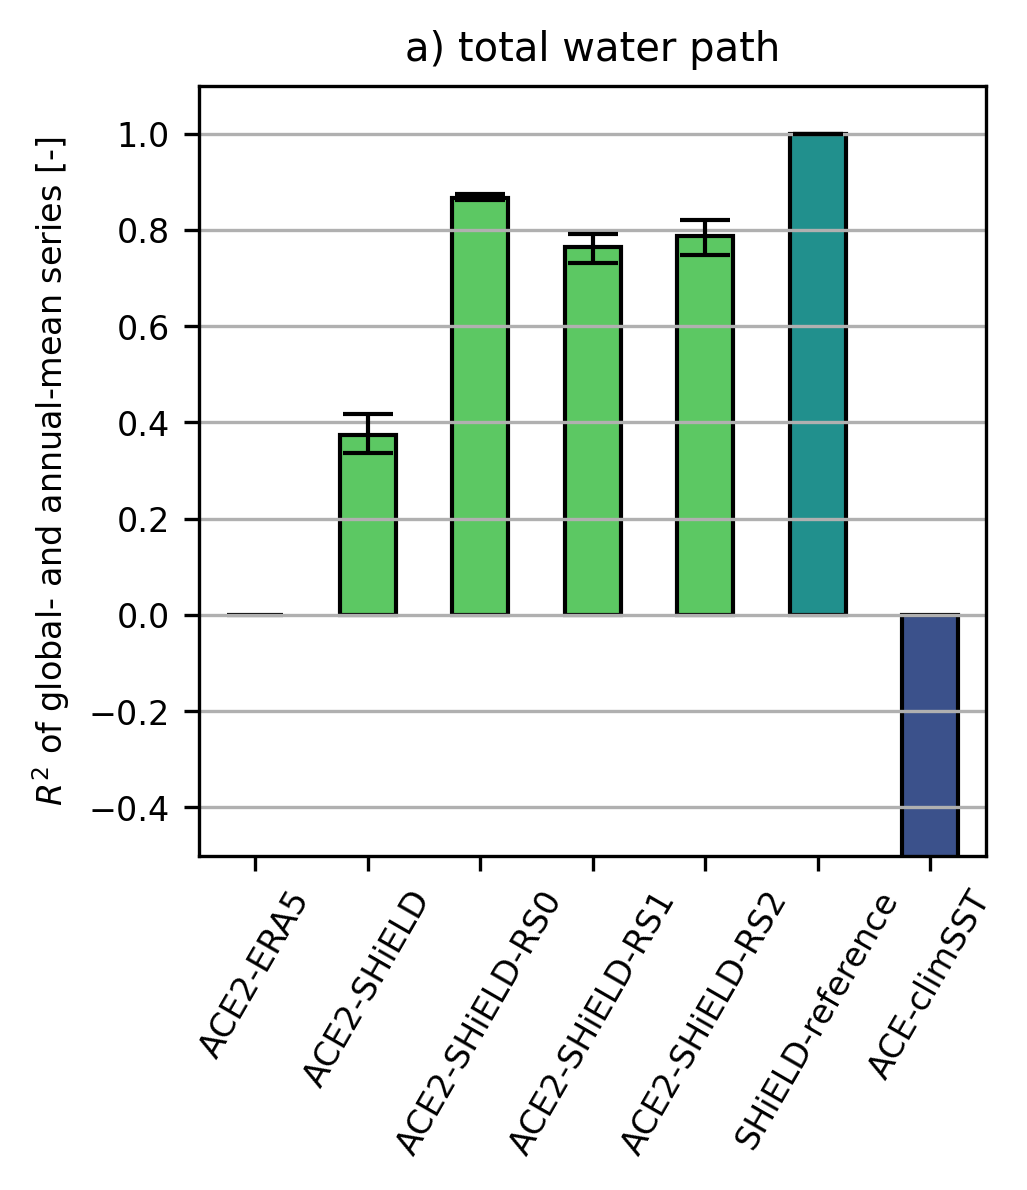 a) total water path
R² of global- and annual-mean series [-]
1.0
0.8
0.6
0.4
0.2
0.0
−0.2
−0.4
ACE2-ERA5
ACE2-SHiELD
ACE2-SHiELD-RS0
ACE2-SHiELD-RS1
ACE2-SHiELD-RS2
SHiELD-reference
ACE-climSST